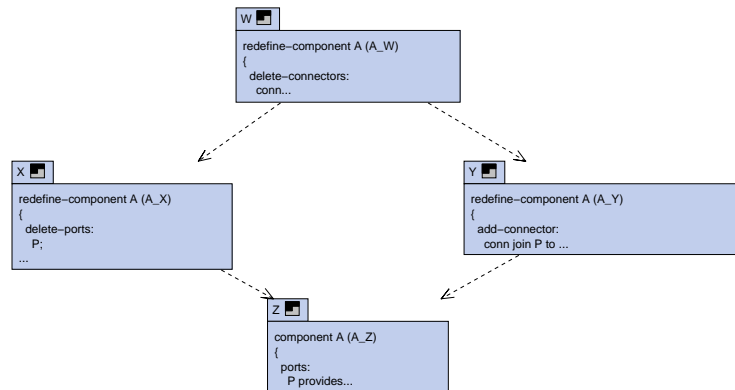 W
redefine−component A (A_W)
{
delete−connectors:
conn...
X
redefine−component A (A_X)
{
delete−ports:
P;
...
Y
redefine−component A (A_Y)
{
add−connector:
conn join P to ...
Z
component A (A_Z)
{
ports:
P provides...